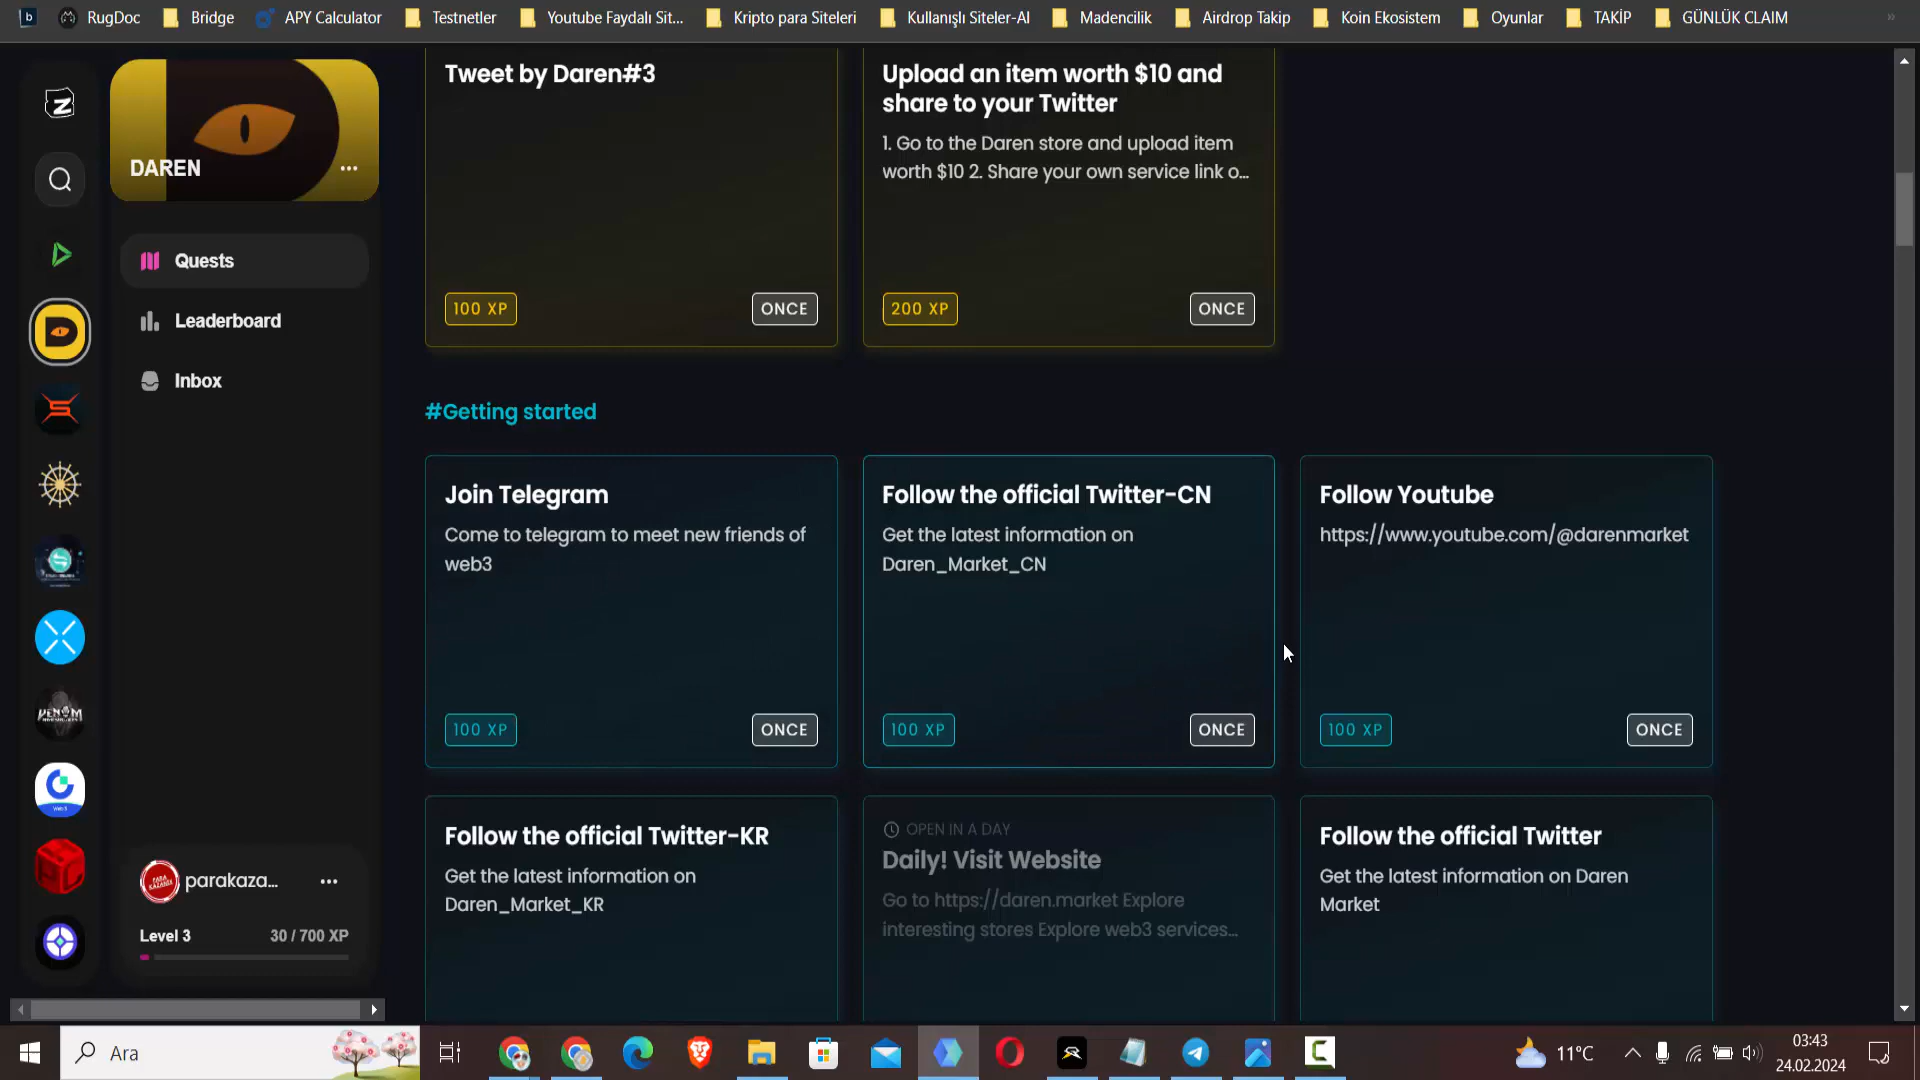 RugDoc
Bridge
APY Calculator
Testnetler
Youtube Faydalı Sit...
Kripto para Siteleri
Kullanışlı Siteler-AI
Madencilik
Airdrop Takip
Koin Ekosistem
Oyunlar
TAKİP
GÜNLÜK CLAIM
DAREN
...
Quests
Leaderboard
Inbox
Tweet by Daren#3
100 XP
ONCE
Upload an item worth $10 and
share to your Twitter
1. Go to the Daren store and upload item
worth $10 2. Share your own service link o...
200 XP
ONCE
#Getting started
Join Telegram
Come to telegram to meet new friends of
web3
100 XP
ONCE
Follow the official Twitter-CN
Get the latest information on
Daren_Market_CN
100 XP
ONCE
Follow Youtube
https://www.youtube.com/@darenmarket
100 XP
ONCE
Follow the official Twitter-KR
Get the latest information on
Daren_Market_KR
OPEN IN A DAY
Daily! Visit Website
Go to https://daren.market Explore
interesting stores Explore web3 services...
Follow the official Twitter
Get the latest information on Daren
Market
parakaza...
...
Level 3
30 / 700 XP
Ara
11°C
03:43
24.02.2024